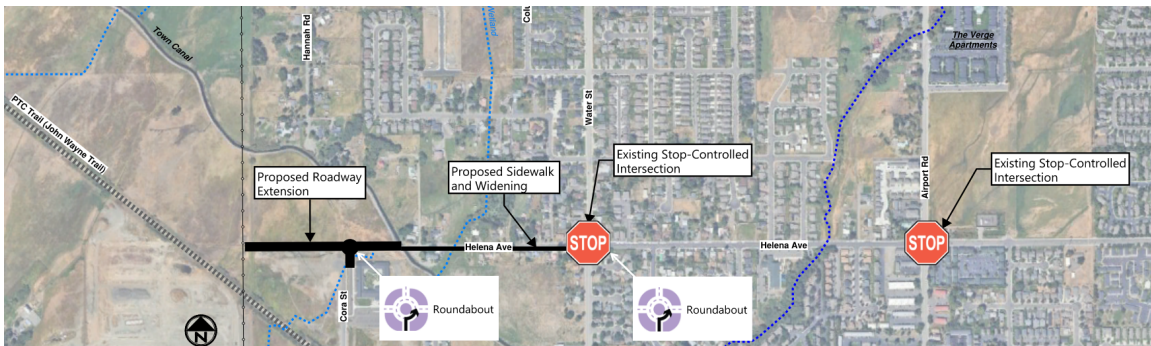 Town Canal
Hannah Rd
PTC Trail (John Wayne Trail)
Water St
The Verge
Apartments
Airport Rd
Proposed Roadway
Extension
Proposed Sidewalk
and Widening
Existing Stop-Controlled
Intersection
Existing Stop-Controlled
Intersection
Helena Ave
STOP
Helena Ave
STOP
Cora St
Roundabout
Roundabout
N